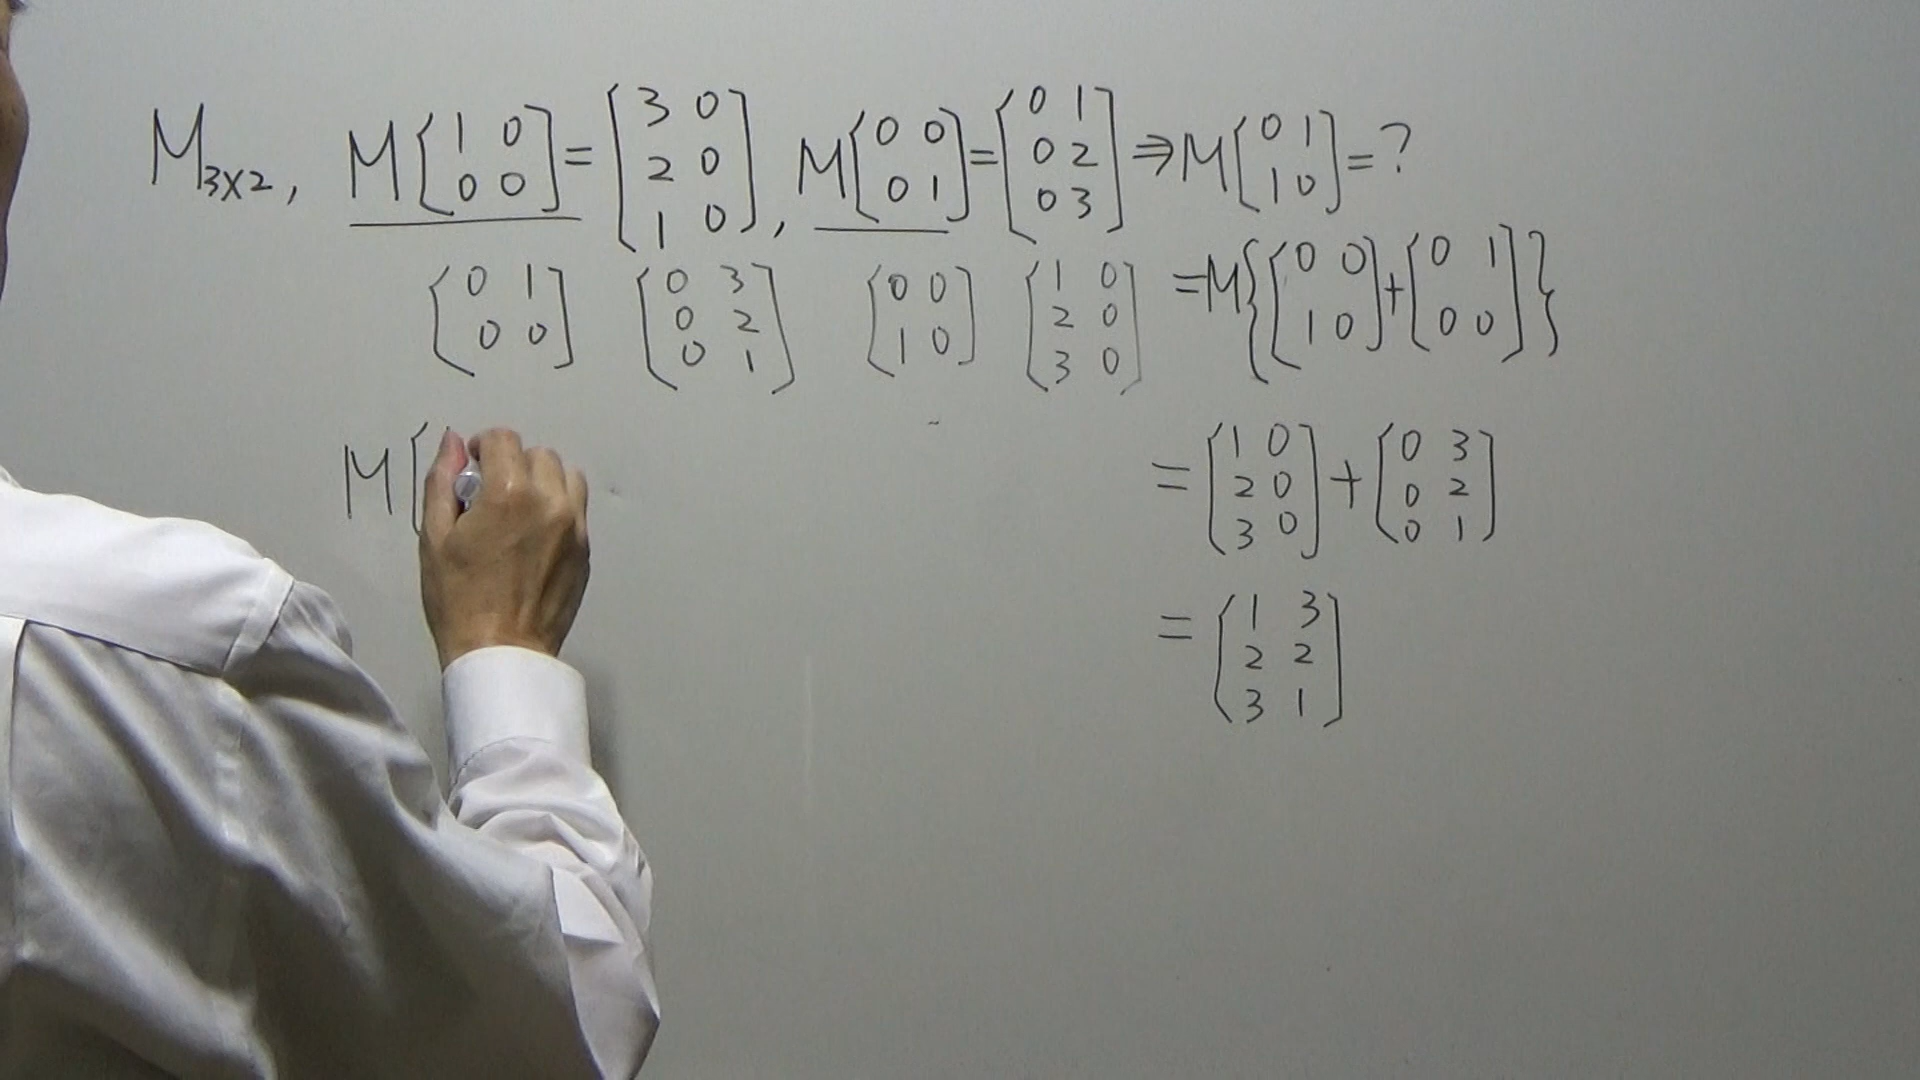 M₃ₓ₂, M[1 0; 0 0] = [3 0; 2 0; 1 0], M[0 0; 0 1] = [0 1; 0 2; 0 3] ⇒ M[0 1; 1 0] = ?
[0 1; 0 0] [0 3; 0 2; 0 1] [0 0; 1 0] [1 0; 2 0; 3 0] = M{[0 0; 1 0] + [0 1; 0 0]}
M[ = [1 0; 2 0; 3 0] + [0 3; 0 2; 0 1]
= [1 3; 2 2; 3 1]